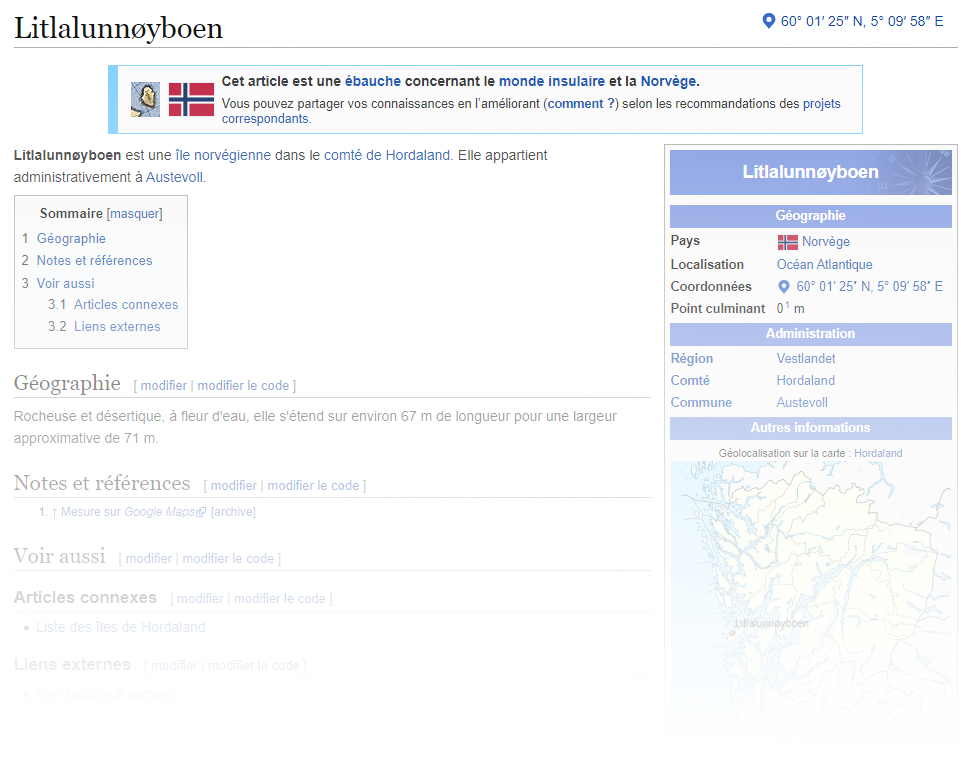 Litlalunnøyboen
60° 01′ 25″ N, 5° 09′ 58″ E
Cet article est une ébauche concernant le monde insulaire et la Norvège.
Vous pouvez partager vos connaissances en l’améliorant (comment ?) selon les recommandations des projets
correspondants.
Litlalunnøyboen est une île norvégienne dans le comté de Hordaland. Elle appartient
administrativement à Austevoll.
Sommaire [masquer]
1 Géographie
2 Notes et références
3 Voir aussi
3.1 Articles connexes
3.2 Liens externes
Géographie [ modifier | modifier le code ]
Rocheuse et désertique, à fleur d'eau, elle s'étend sur environ 67 m de longueur pour une largeur
approximative de 71 m.
Notes et références [ modifier | modifier le code ]
1. ↑ Mesure sur Google Maps [archive]
Voir aussi [ modifier | modifier le code ]
Articles connexes [ modifier | modifier le code ]
• Liste des îles de Hordaland
Liens externes [ modifier | modifier le code ]
Litlalunnøyboen
Géographie
Pays Norvège
Localisation Océan Atlantique
Coordonnées 60° 01′ 25″ N, 5° 09′ 58″ E
Point culminant 0 1 m
Administration
Région Vestlandet
Comté Hordaland
Commune Austevoll
Autres informations
Géolocalisation sur la carte : Hordaland
Litlalunnøyboen